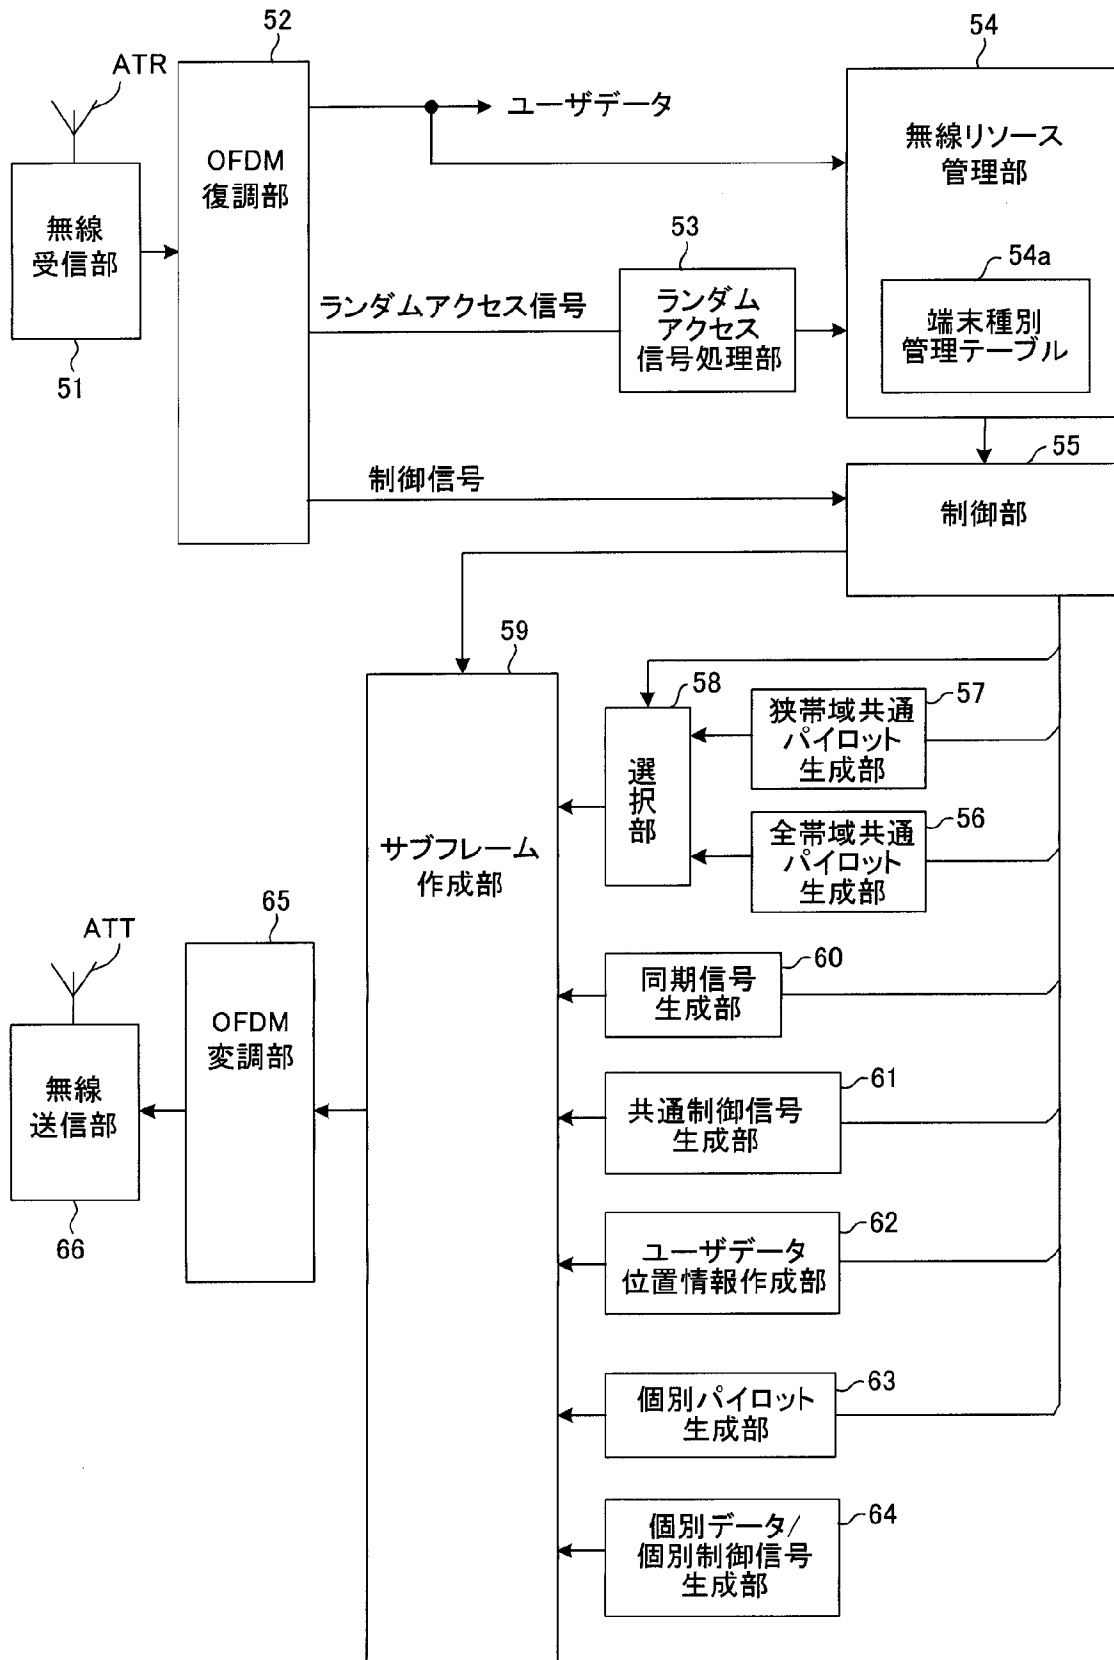 52
54
ATR
ユーザデータ
OFDM
復調部
無線リソース
管理部
無線
受信部
53
54a
ランダムアクセス信号
ランダム
アクセス
信号処理部
端末種別
管理テーブル
51
55
制御信号
制御部
59
58
57
狭帯域共通
パイロット
生成部
選択部
56
全帯域共通
パイロット
生成部
サブフレーム
作成部
65
ATT
60
同期信号
生成部
OFDM
変調部
無線
送信部
61
共通制御信号
生成部
66
62
ユーザデータ
位置情報作成部
63
個別パイロット
生成部
64
個別データ/
個別制御信号
生成部